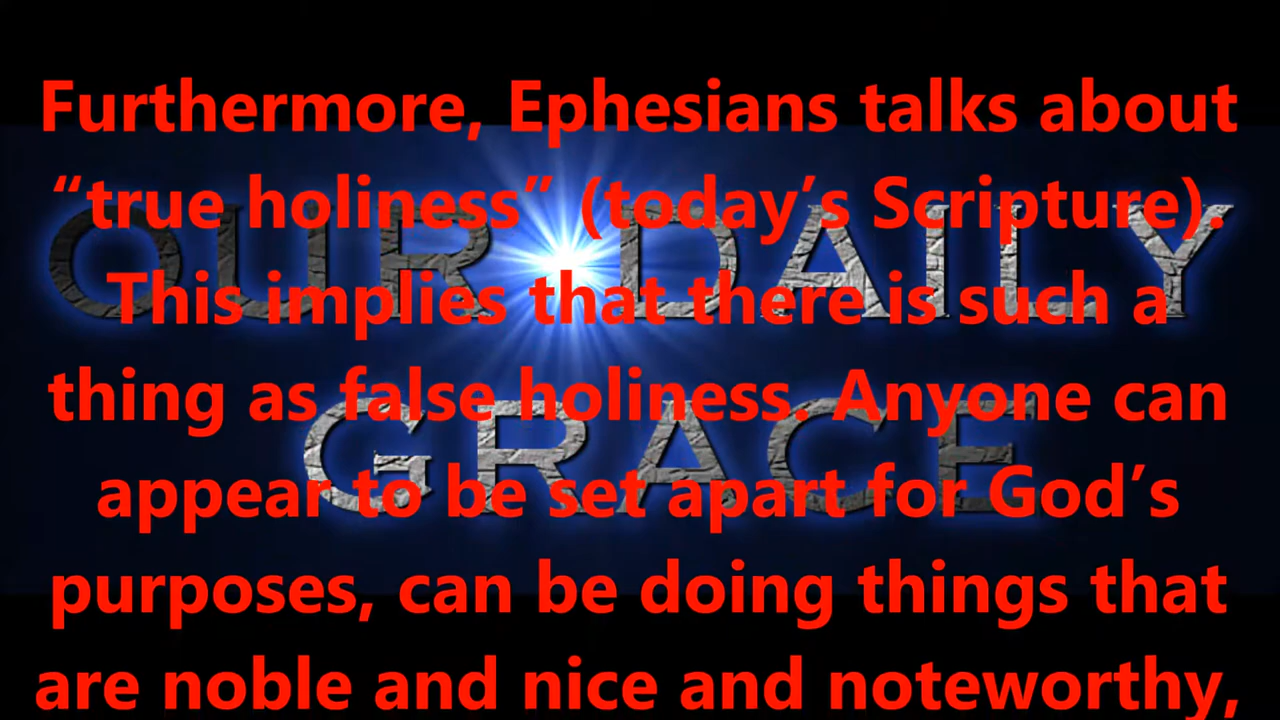 Furthermore, Ephesians talks about
“true holiness” (today’s Scripture).
This implies that there is such a
thing as false holiness. Anyone can
appear to be set apart for God’s
purposes, can be doing things that
are noble and nice and noteworthy,
OUR DAILY
GRACE